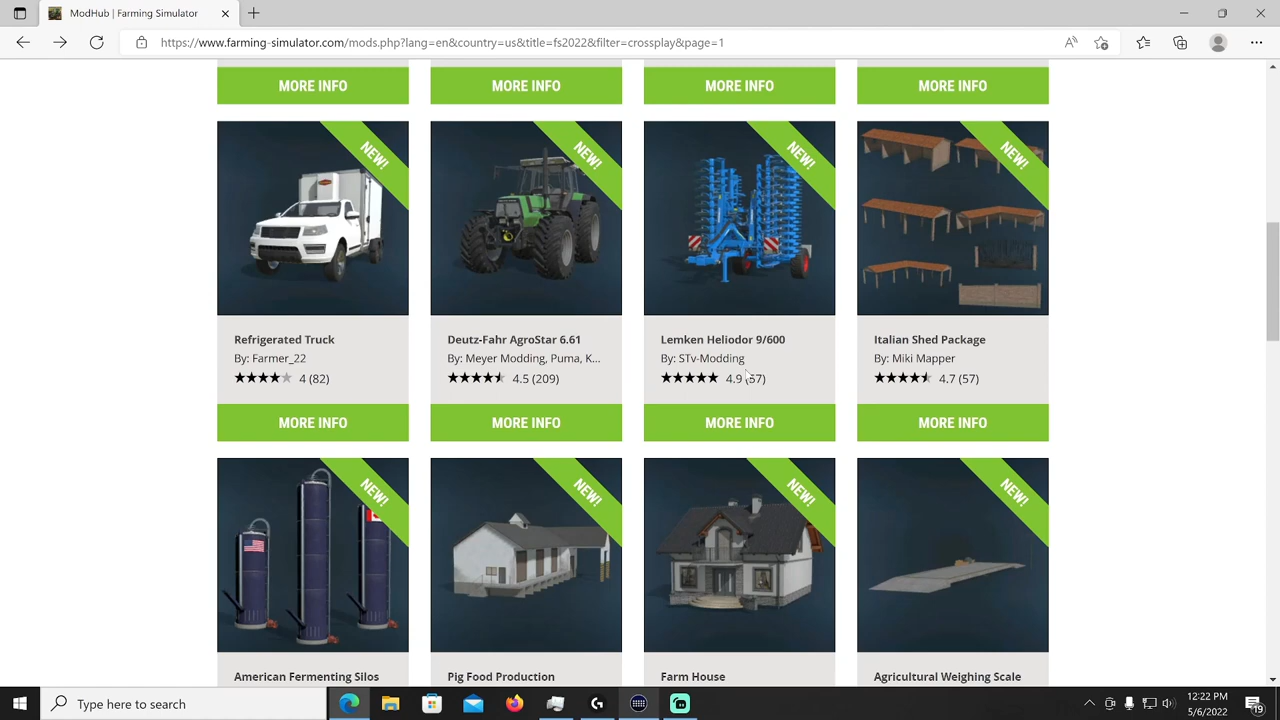 ModHub | Farming Simulator
https://www.farming-simulator.com/mods.php?lang=en&country=us&title=fs2022&filter=crossplay&page=1
MORE INFO MORE INFO MORE INFO MORE INFO
NEW! NEW! NEW! NEW!
Refrigerated Truck
By: Farmer_22
4 (82)
MORE INFO
Deutz-Fahr AgroStar 6.61
By: Meyer Modding, Puma, K...
4.5 (209)
MORE INFO
Lemken Heliodor 9/600
By: STv-Modding
4.9 (57)
MORE INFO
Italian Shed Package
By: Miki Mapper
4.7 (57)
MORE INFO
NEW! NEW! NEW! NEW!
American Fermenting Silos
Pig Food Production
Farm House
Agricultural Weighing Scale
Type here to search
12:22 PM
5/6/2022
19